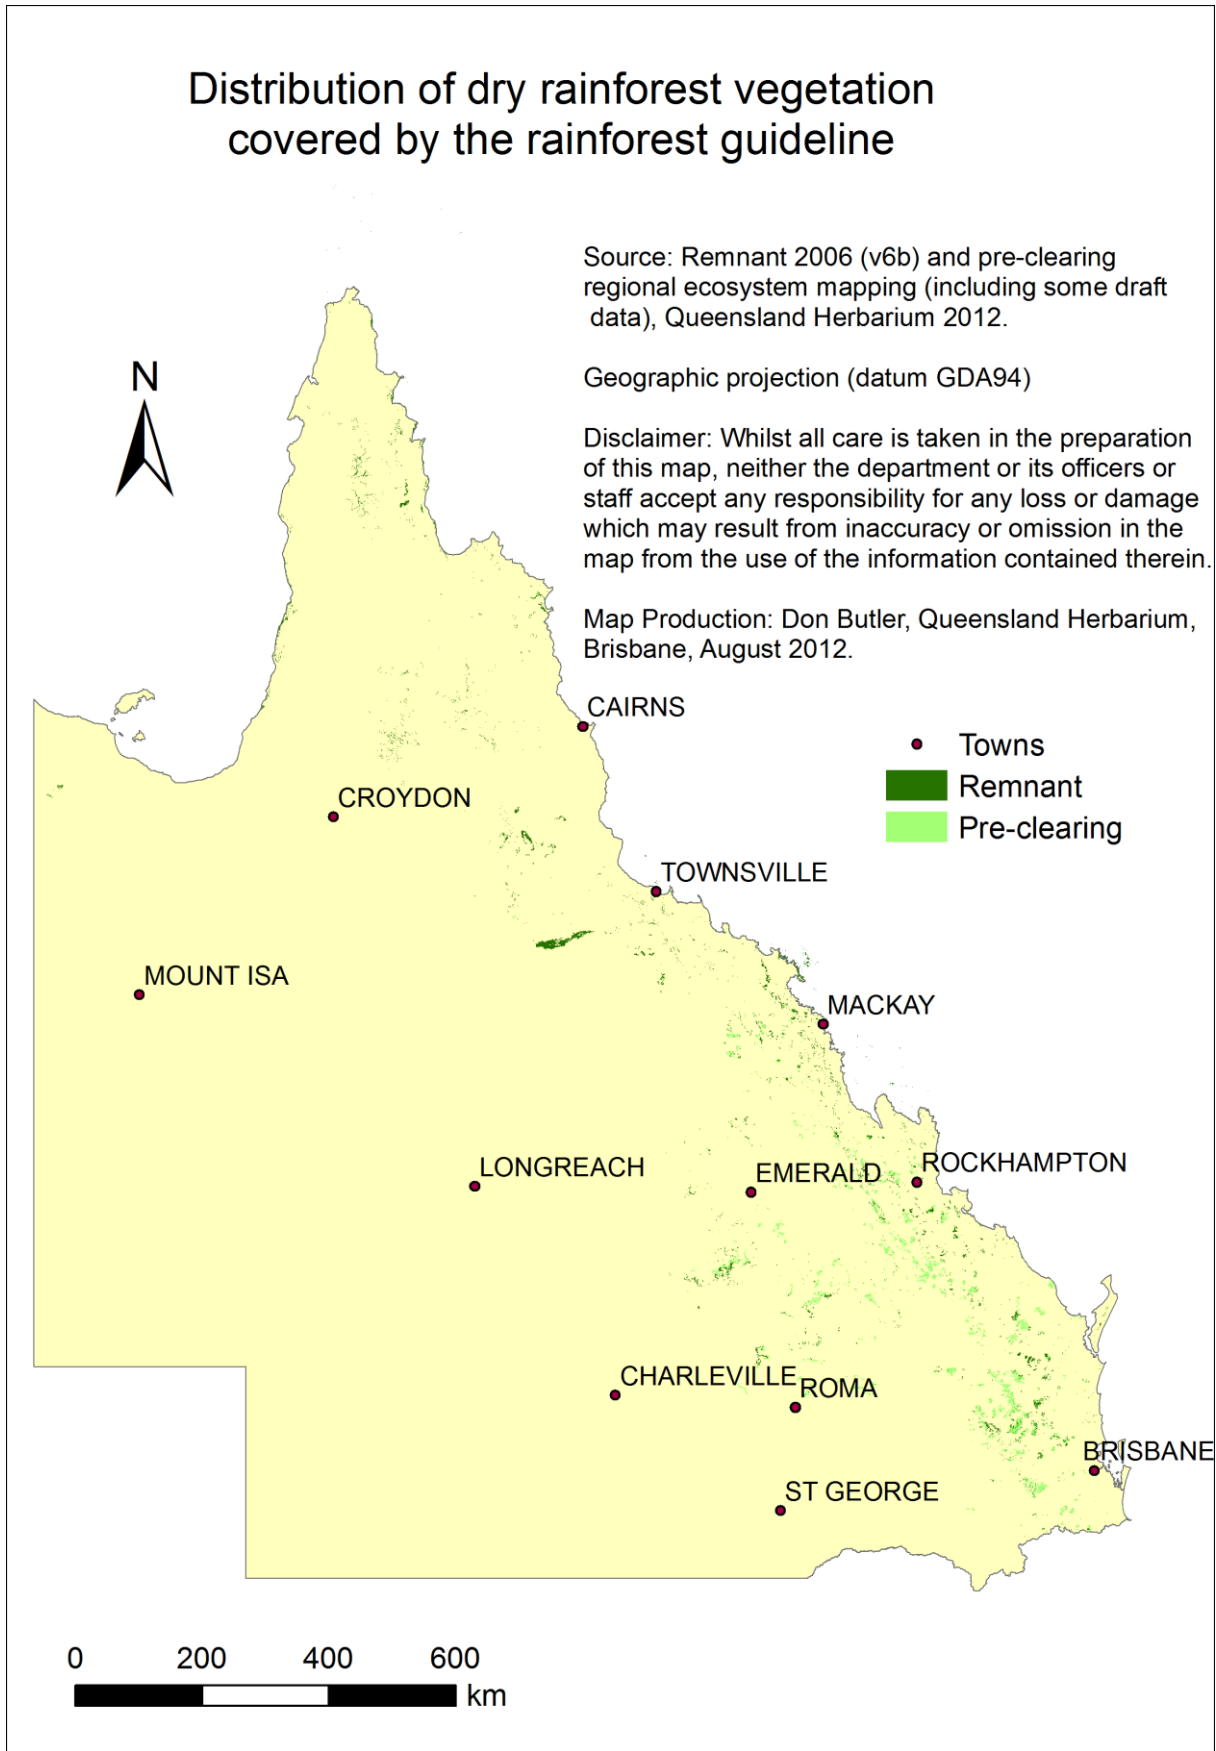 Distribution of dry rainforest vegetation
covered by the rainforest guideline
Source: Remnant 2006 (v6b) and pre-clearing
regional ecosystem mapping (including some draft
data), Queensland Herbarium 2012.
Geographic projection (datum GDA94)
Disclaimer: Whilst all care is taken in the preparation
of this map, neither the department or its officers or
staff accept any responsibility for any loss or damage
which may result from inaccuracy or omission in the
map from the use of the information contained therein.
Map Production: Don Butler, Queensland Herbarium,
Brisbane, August 2012.
N
CAIRNS
Towns
Remnant
Pre-clearing
CROYDON
TOWNSVILLE
MOUNT ISA
MACKAY
LONGREACH
EMERALD
ROCKHAMPTON
CHARLEVILLE
ROMA
BRISBANE
ST GEORGE
0 200 400 600
km